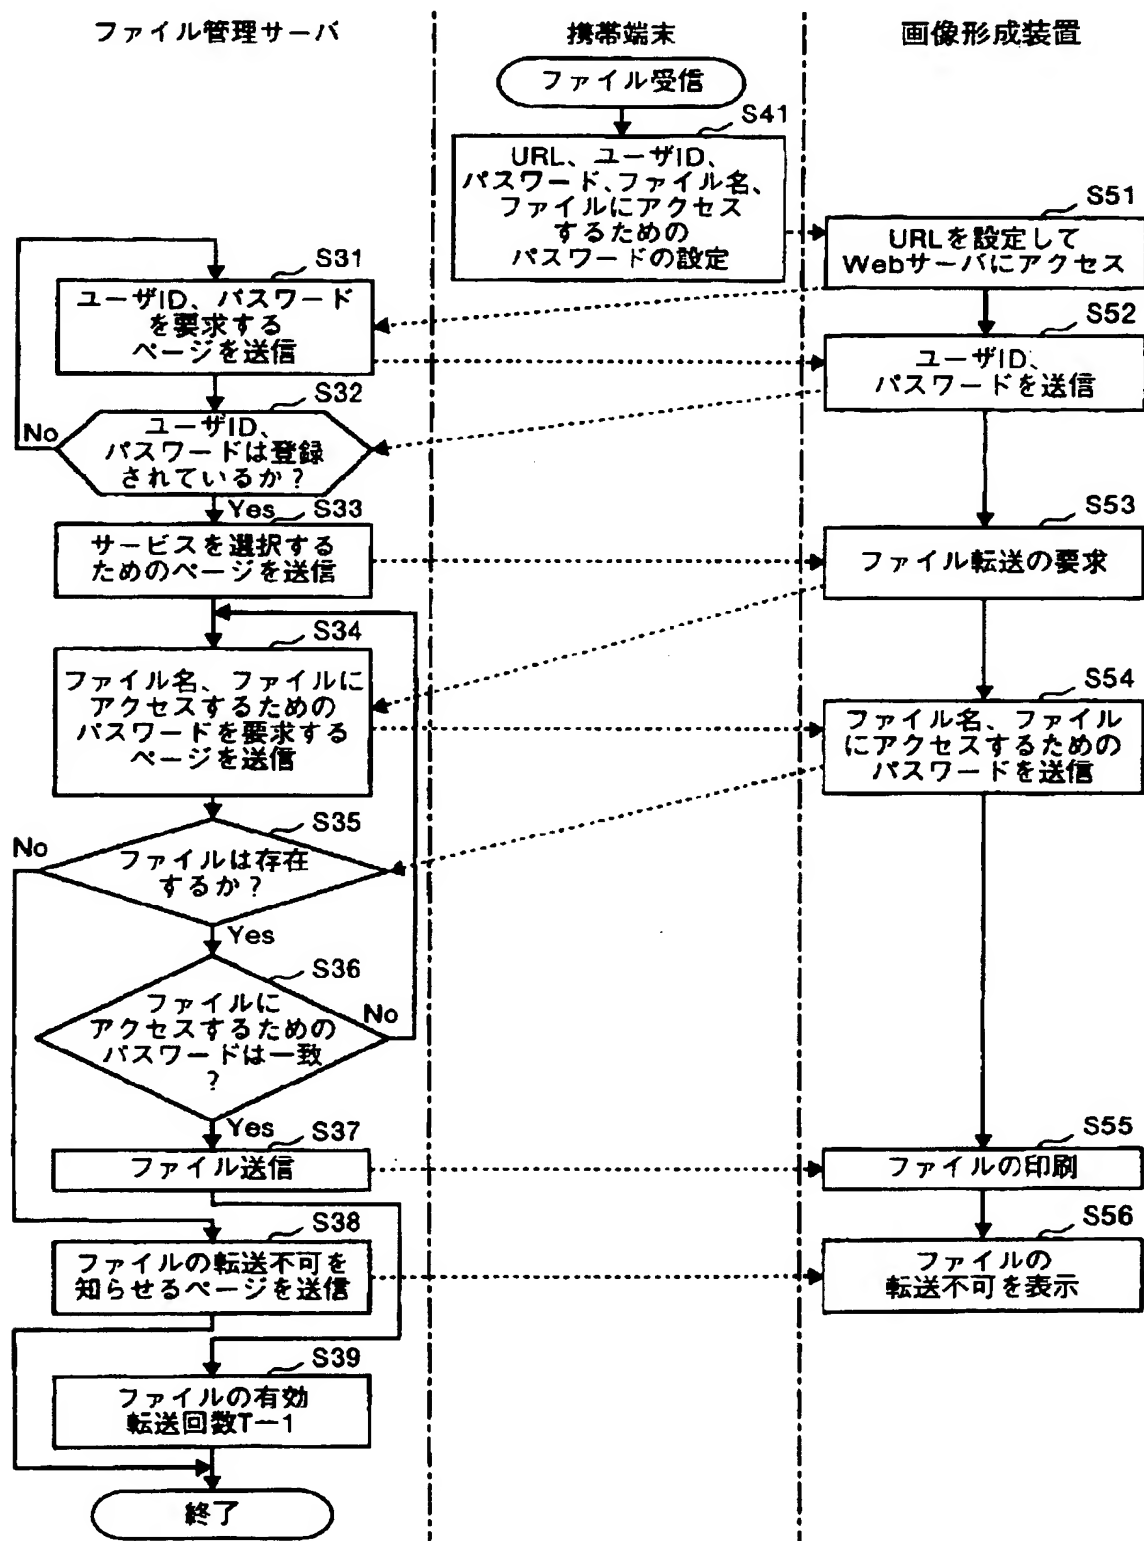 ファイル管理サーバ
携帯端末
画像形成装置
ファイル受信
S41
URL、ユーザID、
パスワード、ファイル名、
ファイルにアクセス
するための
パスワードの設定
S51
URLを設定して
Webサーバにアクセス
S31
ユーザID、パスワード
を要求する
ページを送信
S52
ユーザID、
パスワードを送信
S32
No
ユーザID、
パスワードは登録
されているか？
Yes
S33
サービスを選択する
ためのページを送信
S53
ファイル転送の要求
S34
ファイル名、ファイルに
アクセスするための
パスワードを要求する
ページを送信
S54
ファイル名、ファイル
にアクセスするための
パスワードを送信
S35
No
ファイルは存在
するか？
Yes
S36
ファイルに
アクセスするための
パスワードは一致
？
No
Yes
S37
ファイル送信
S55
ファイルの印刷
S38
ファイルの転送不可を
知らせるページを送信
S56
ファイルの
転送不可を表示
S39
ファイルの有効
転送回数T－1
終了